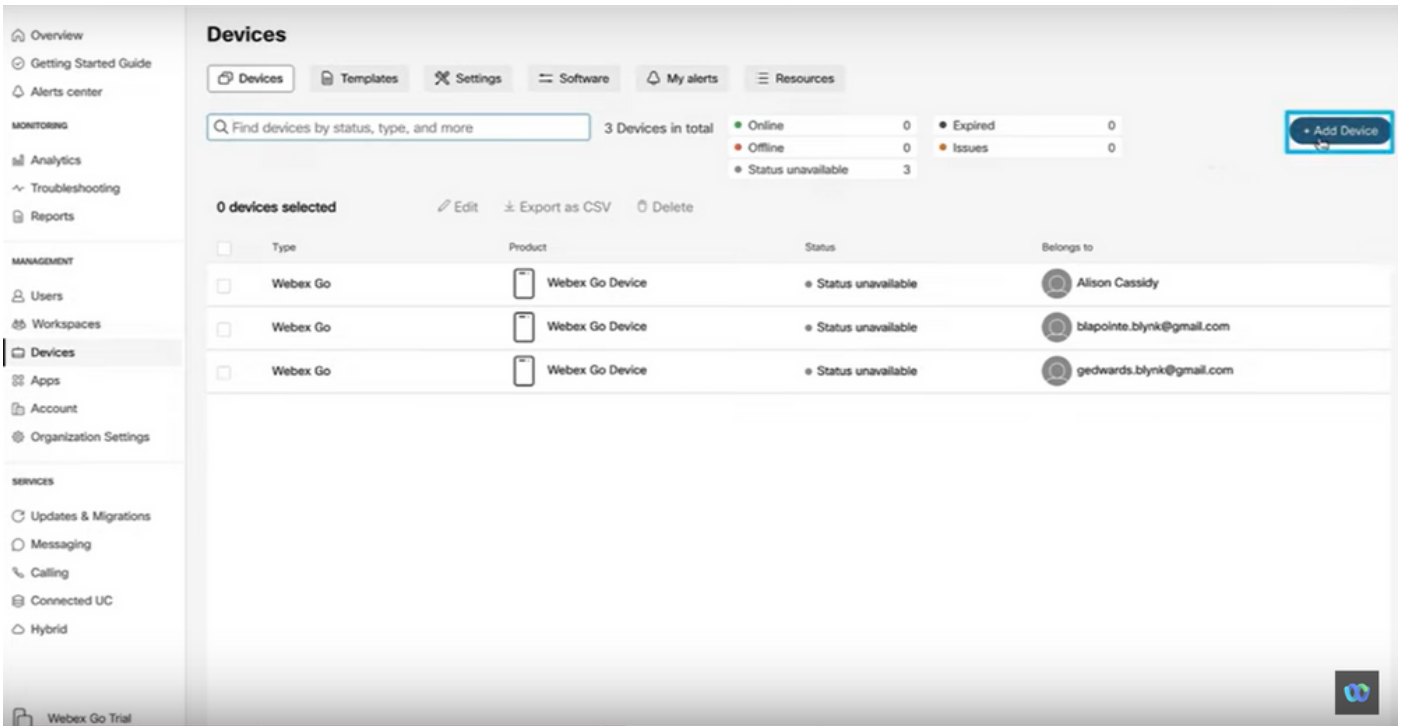 Overview
Getting Started Guide
Alerts center
MONITORING
Analytics
Troubleshooting
Reports
MANAGEMENT
Users
Workspaces
Devices
Apps
Account
Organization Settings
SERVICES
Updates & Migrations
Messaging
Calling
Connected UC
Hybrid
Webex Go Trial
Devices
Devices Templates Settings Software My alerts Resources
Find devices by status, type, and more
3 Devices in total
Online 0
Offline 0
Status unavailable 3
Expired 0
Issues 0
+ Add Device
0 devices selected Edit Export as CSV Delete
Type Product Status Belongs to
Webex Go Webex Go Device Status unavailable Alison Cassidy
Webex Go Webex Go Device Status unavailable blapointe.blynk@gmail.com
Webex Go Webex Go Device Status unavailable gedwards.blynk@gmail.com